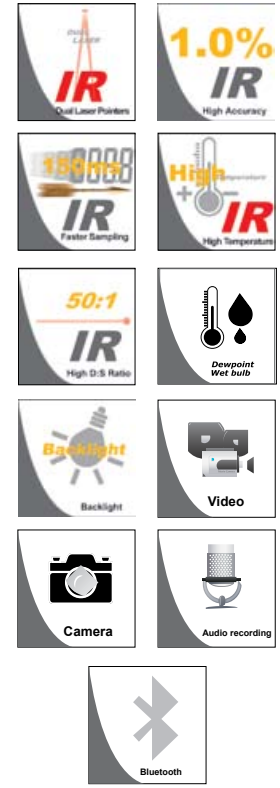 DUAL
LASER
IR
Dual Laser Pointers
1.0%
IR
High Accuracy
150ms
IR
Faster Sampling
High Temperature
IR
High Temperature
50:1
IR
High D:S Ratio
Dewpoint
Wet bulb
Backlight
Backlight
Video
Camera
Audio recording
Bluetooth